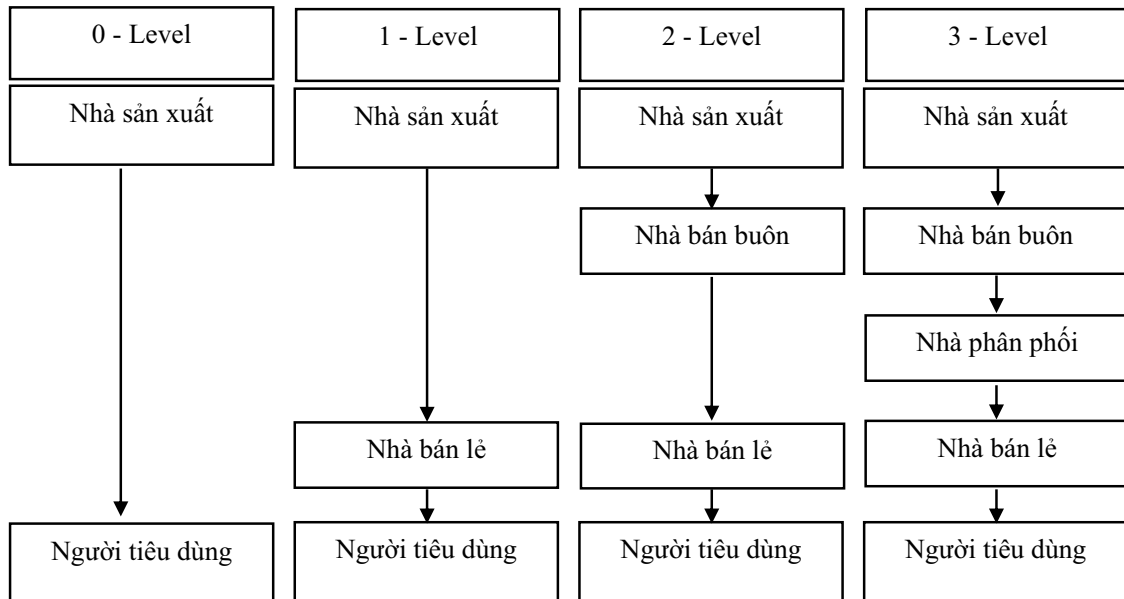 0 - Level
1 - Level
2 - Level
3 - Level
Nhà sản xuất
Nhà sản xuất
Nhà sản xuất
Nhà sản xuất
Nhà bán buôn
Nhà bán buôn
Nhà phân phối
Nhà bán lẻ
Nhà bán lẻ
Nhà bán lẻ
Người tiêu dùng
Người tiêu dùng
Người tiêu dùng
Người tiêu dùng